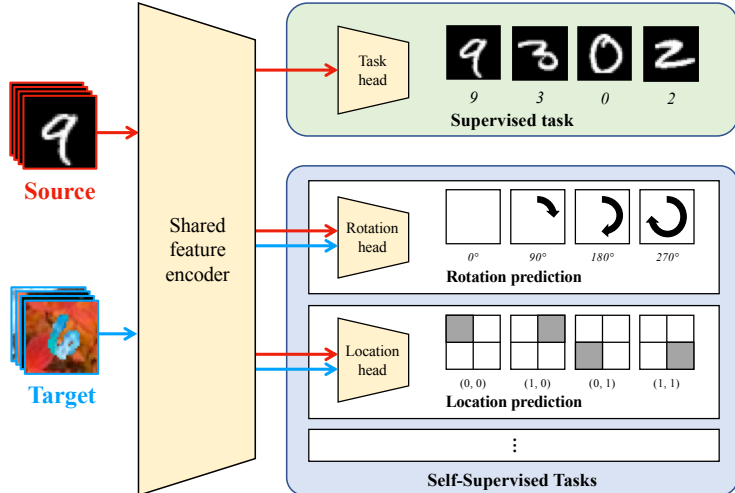 Source
Target
Shared
feature
encoder
Task
head
9 3 0 2
Supervised task
Rotation
head
0° 90° 180° 270°
Rotation prediction
Location
head
(0, 0) (1, 0) (0, 1) (1, 1)
Location prediction
⋮
Self-Supervised Tasks